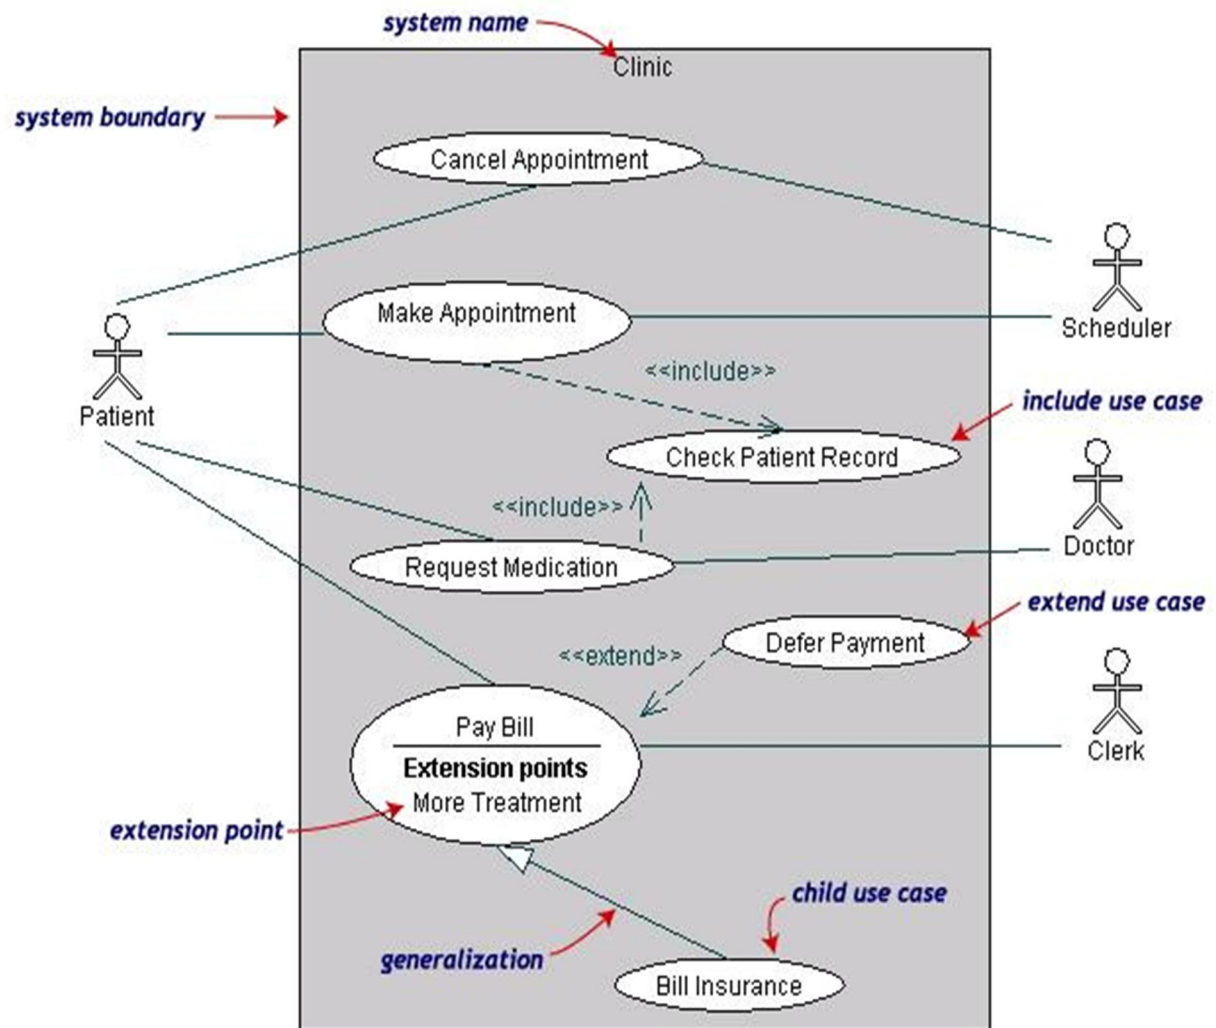 system name
Clinic
system boundary
Cancel Appointment
Make Appointment
Scheduler
<<include>>
Patient
include use case
Check Patient Record
<<include>>
Doctor
Request Medication
extend use case
Defer Payment
<<extend>>
Pay Bill
Clerk
Extension points
More Treatment
extension point
child use case
generalization
Bill Insurance